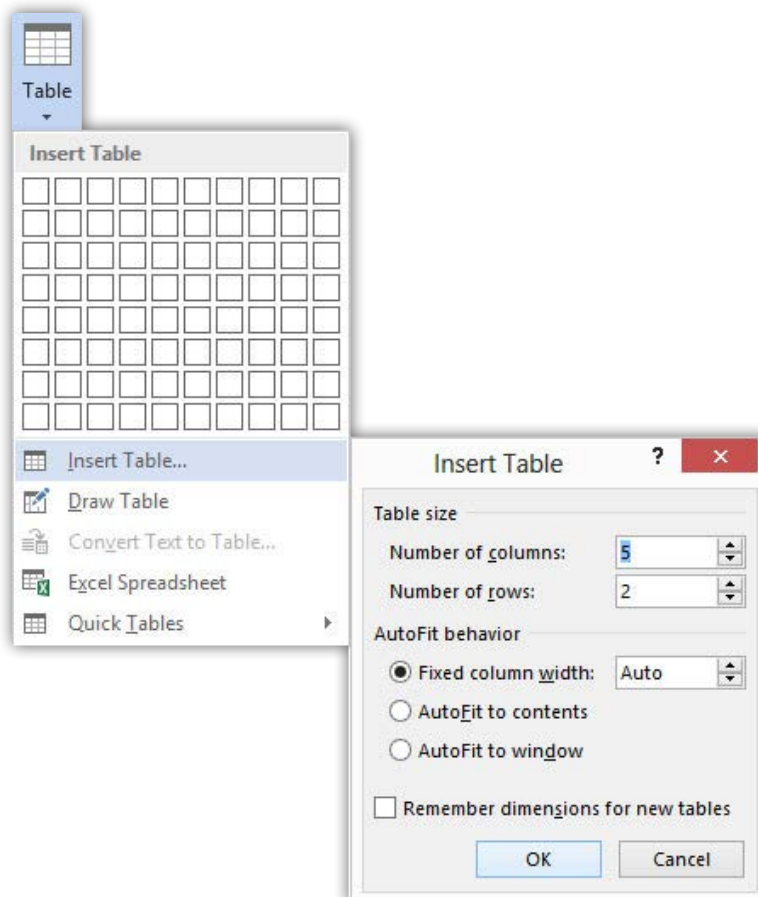 Table
Insert Table
Insert Table...
Draw Table
Convert Text to Table...
Excel Spreadsheet
Quick Tables
Insert Table ?
Table size
Number of columns: 5
Number of rows: 2
AutoFit behavior
Fixed column width: Auto
AutoFit to contents
AutoFit to window
Remember dimensions for new tables
OK Cancel